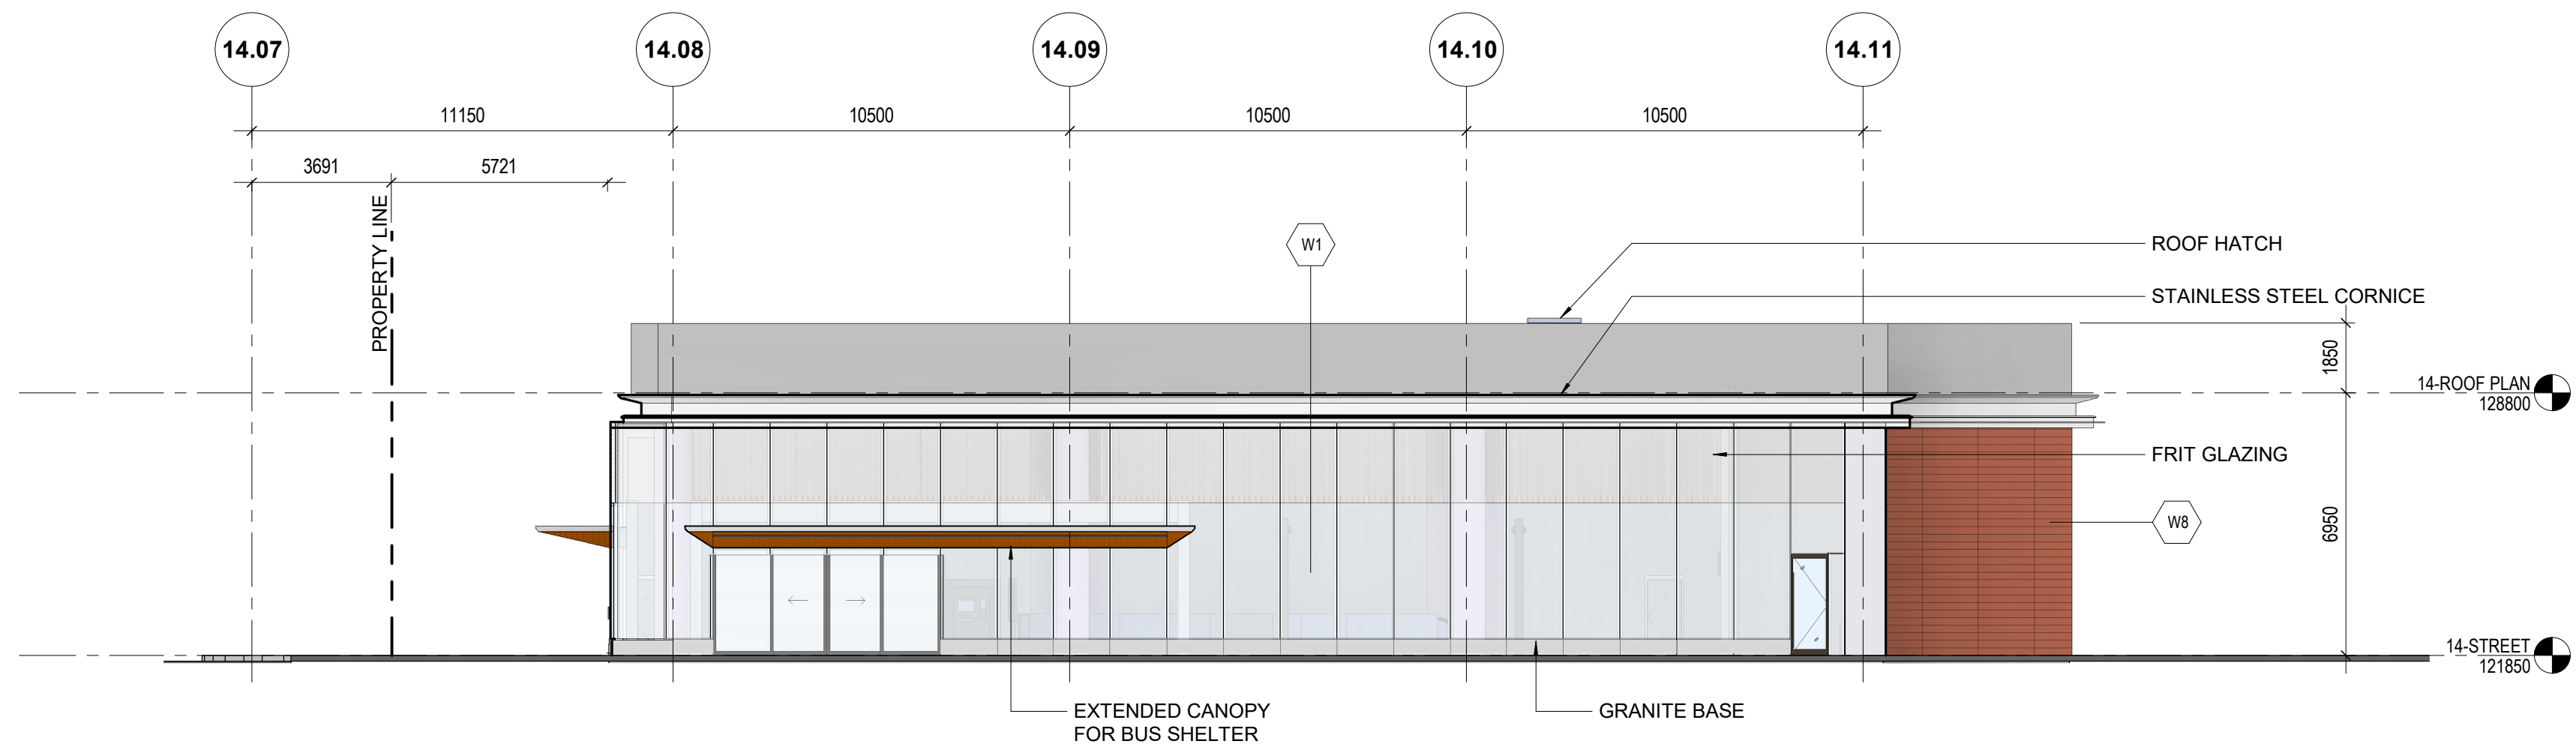 14.07
14.08
14.09
14.10
14.11
11150
10500
10500
10500
3691
5721
PROPERTY LINE
W1
ROOF HATCH
STAINLESS STEEL CORNICE
1850
14-ROOF PLAN
128800
FRIT GLAZING
W8
6950
14-STREET
121850
EXTENDED CANOPY
FOR BUS SHELTER
GRANITE BASE